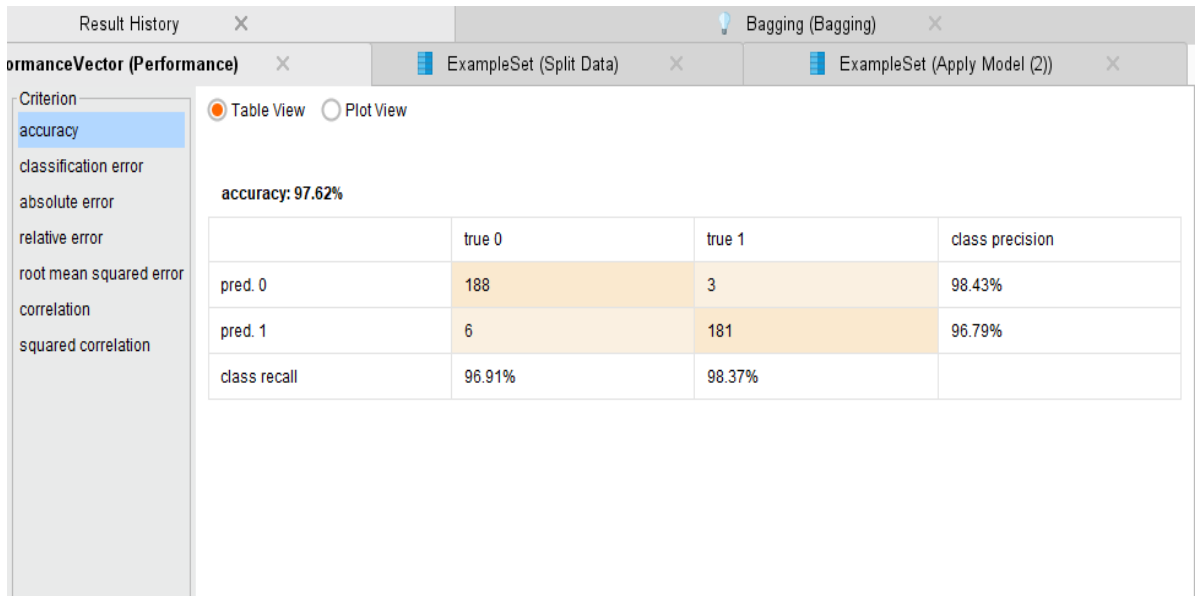 Result History
Bagging (Bagging)
ormanceVector (Performance)
ExampleSet (Split Data)
ExampleSet (Apply Model (2))
Criterion
accuracy
classification error
absolute error
relative error
root mean squared error
correlation
squared correlation
Table View Plot View
accuracy: 97.62%
true 0 true 1 class precision
pred. 0 188 3 98.43%
pred. 1 6 181 96.79%
class recall 96.91% 98.37%